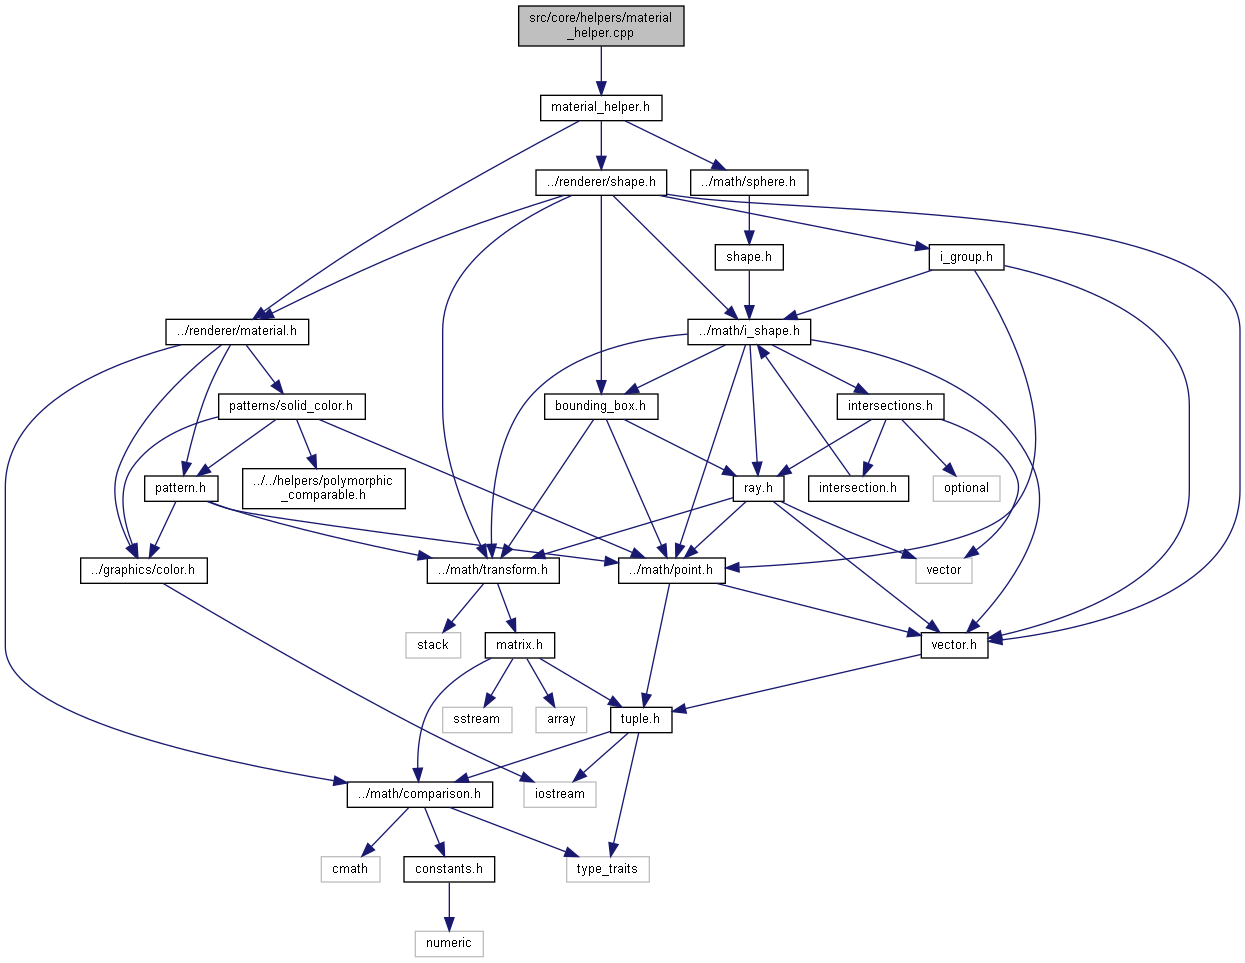 src/core/helpers/material
_helper.cpp
material_helper.h
../renderer/shape.h
../math/sphere.h
shape.h
i_group.h
../renderer/material.h
../math/i_shape.h
patterns/solid_color.h
bounding_box.h
intersections.h
../../helpers/polymorphic
_comparable.h
pattern.h
ray.h
intersection.h
optional
../graphics/color.h
../math/transform.h
../math/point.h
vector
stack
matrix.h
vector.h
sstream
array
tuple.h
../math/comparison.h
iostream
cmath
constants.h
type_traits
numeric